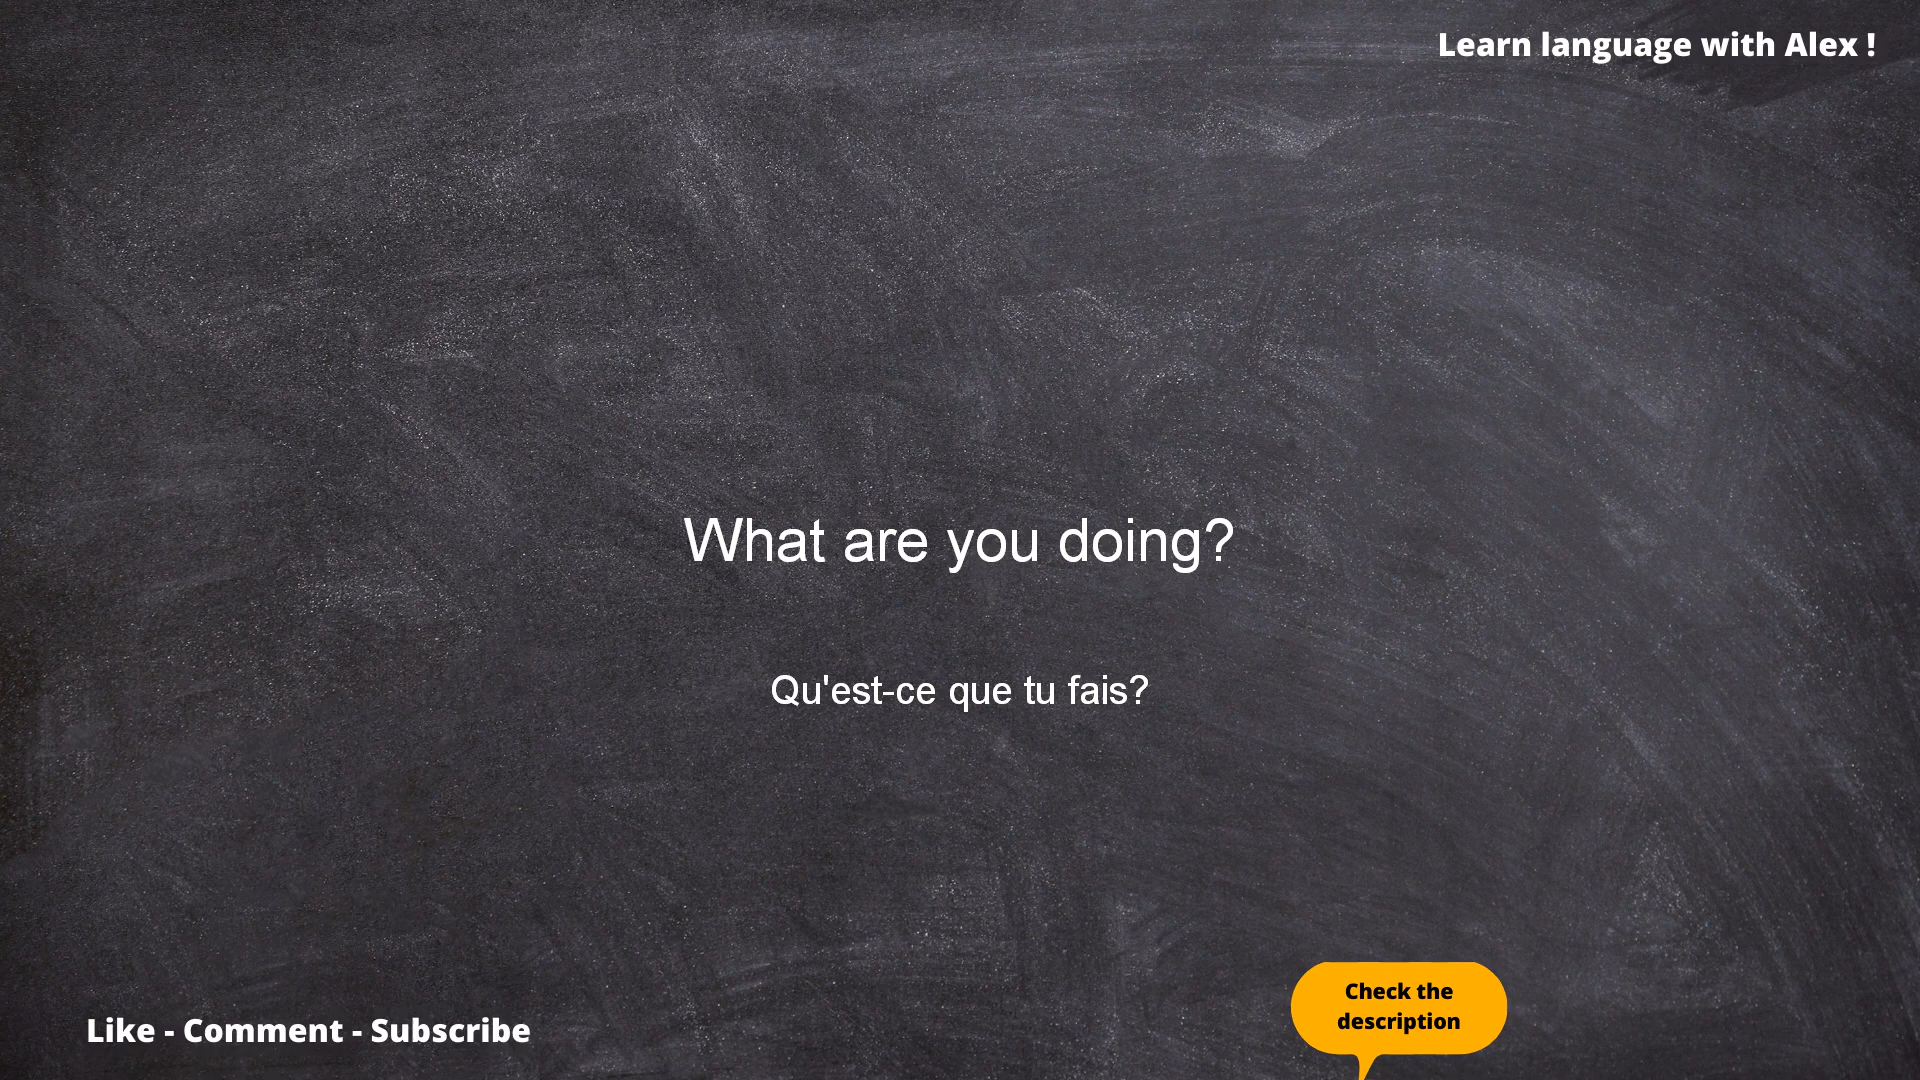 Learn language with Alex !
What are you doing?
Qu'est-ce que tu fais?
Check the
description
Like - Comment - Subscribe